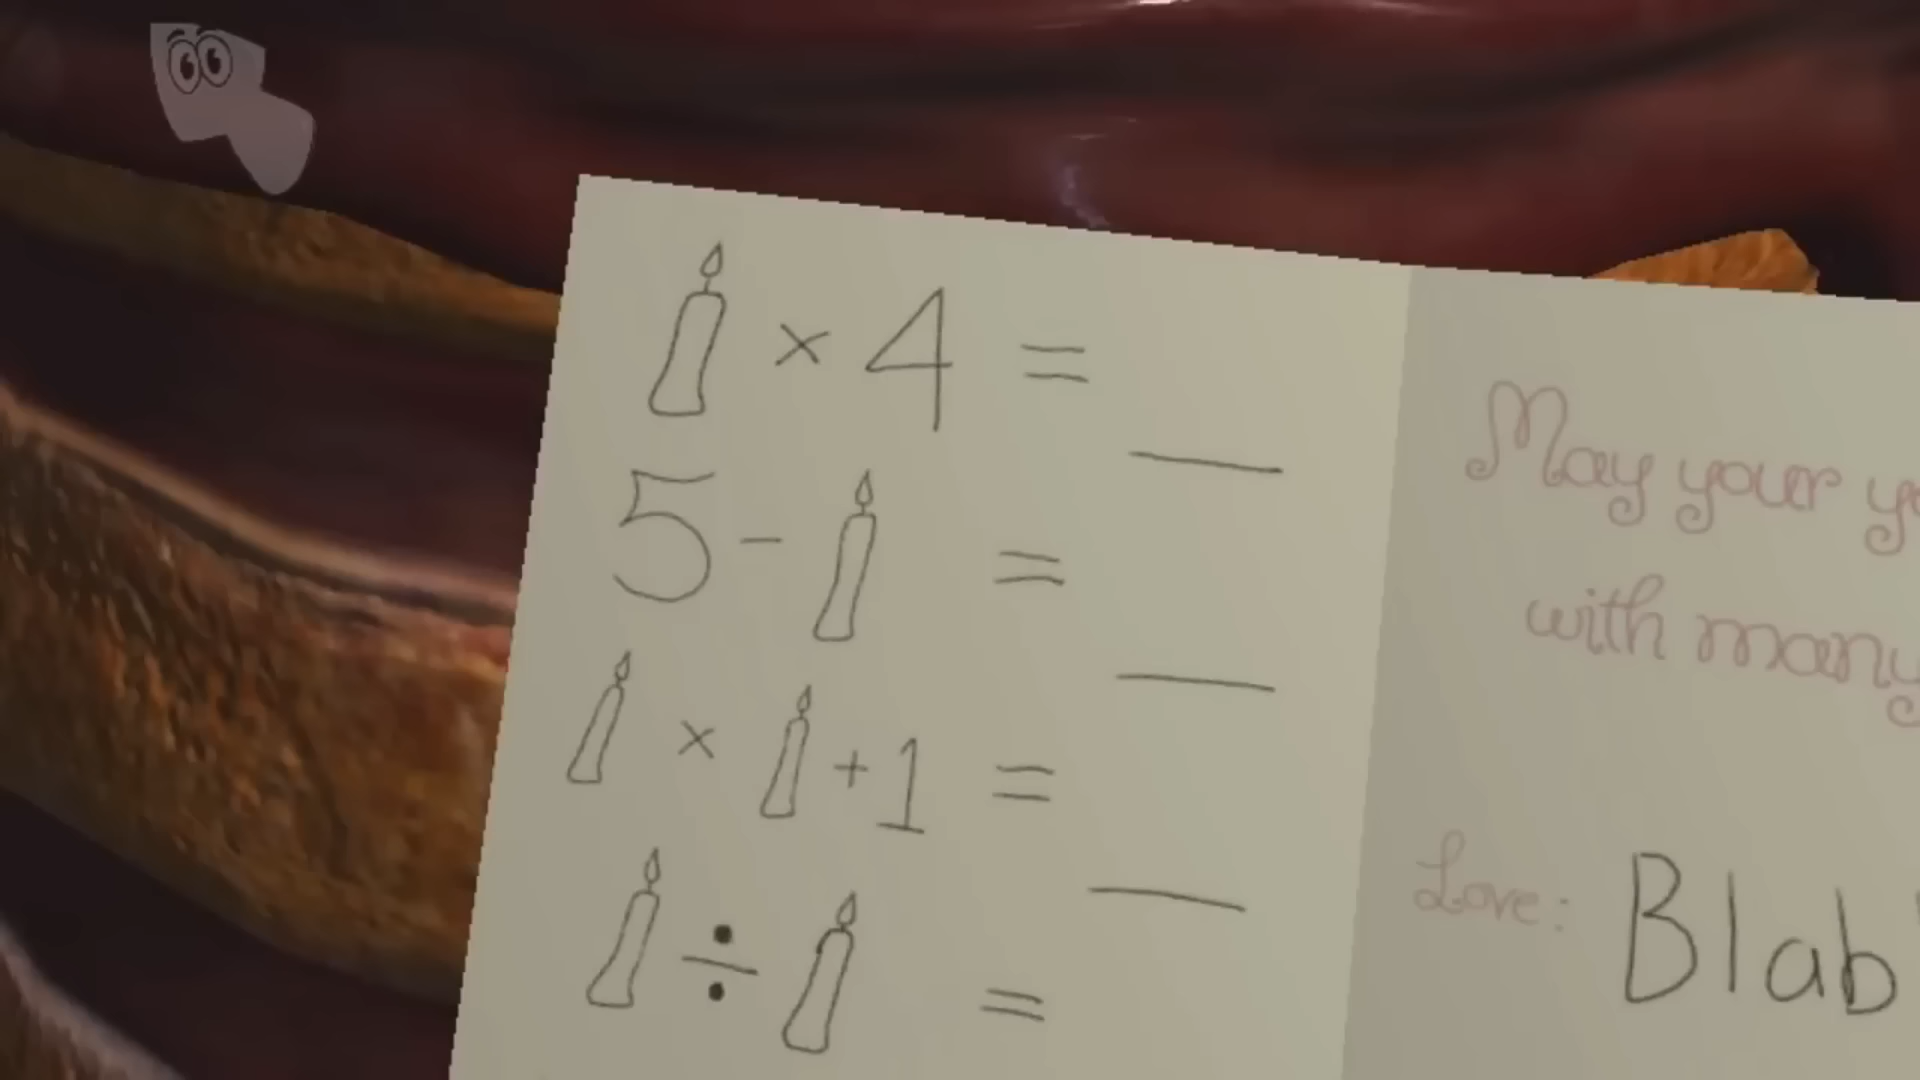 × 4 =
5 - =
× + 1 =
÷ =
May your
with many
Love: Blab